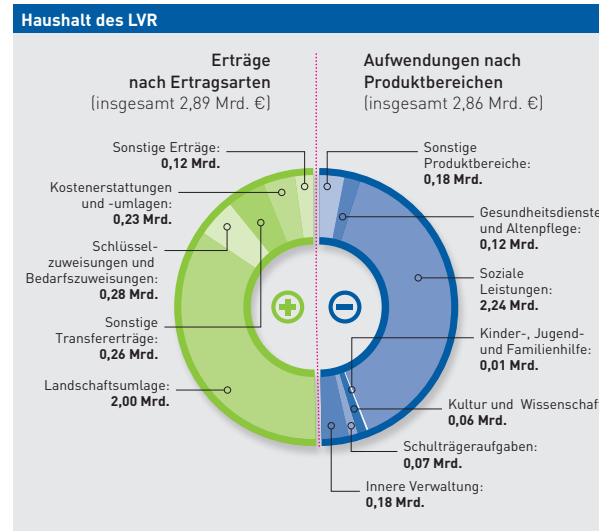 Haushalt des LVR
Erträge
nach Ertragsarten
(insgesamt 2,89 Mrd. €)
Sonstige Erträge:
0,12 Mrd.
Kostenerstattungen
und -umlagen:
0,23 Mrd.
Schlüssel-
zuweisungen und
Bedarfszuweisungen:
0,28 Mrd.
Sonstige
Transfererträge:
0,26 Mrd.
Landschaftsumlage:
2,00 Mrd.
Aufwendungen nach
Produktbereichen
(insgesamt 2,86 Mrd. €)
Sonstige
Produktbereiche:
0,18 Mrd.
Gesundheitsdienste
und Altenpflege:
0,12 Mrd.
Soziale
Leistungen:
2,24 Mrd.
Kinder-, Jugend-
und Familienhilfe:
0,01 Mrd.
Kultur und Wissenschaft
0,06 Mrd.
Schulträgeraufgaben:
0,07 Mrd.
Innere Verwaltung:
0,18 Mrd.